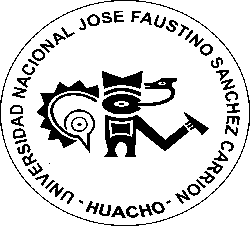 UNIVERSIDAD NACIONAL JOSE FAUSTINO SANCHEZ CARRION
- HUACHO -